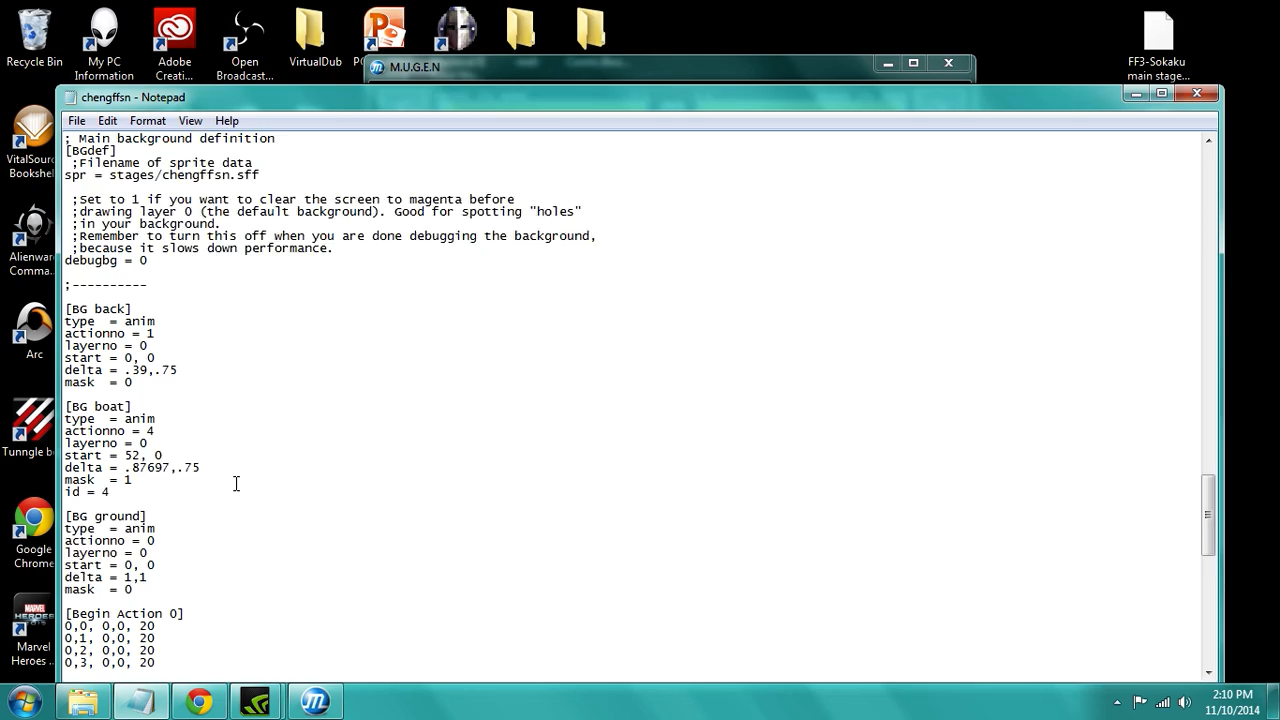 Recycle Bin
My PC Information
Adobe Creati...
Open Broadcast...
VirtualDub
FF3-Sokaku main stage...
M.U.G.E.N
chengffsn - Notepad
File Edit Format View Help
VitalSource Bookshel
Alienware Comma...
Arc
Tunngle b
Google Chrome
MARVEL HEROES
Marvel Heroes ...
; Main background definition
[BGdef]
;Filename of sprite data
spr = stages/chengffsn.sff
;Set to 1 if you want to clear the screen to magenta before
;drawing layer 0 (the default background). Good for spotting "holes"
;in your background.
;Remember to turn this off when you are done debugging the background,
;because it slows down performance.
debugbg = 0
;----------
[BG back]
type  = anim
actionno = 1
layerno = 0
start = 0, 0
delta = .39,.75
mask  = 0
[BG boat]
type  = anim
actionno = 4
layerno = 0
start = 52, 0
delta = .87697,.75
mask  = 1
id = 4
[BG ground]
type  = anim
actionno = 0
layerno = 0
start = 0, 0
delta = 1,1
mask  = 0
[Begin Action 0]
0,0, 0,0, 20
0,1, 0,0, 20
0,2, 0,0, 20
0,3, 0,0, 20
2:10 PM
11/10/2014